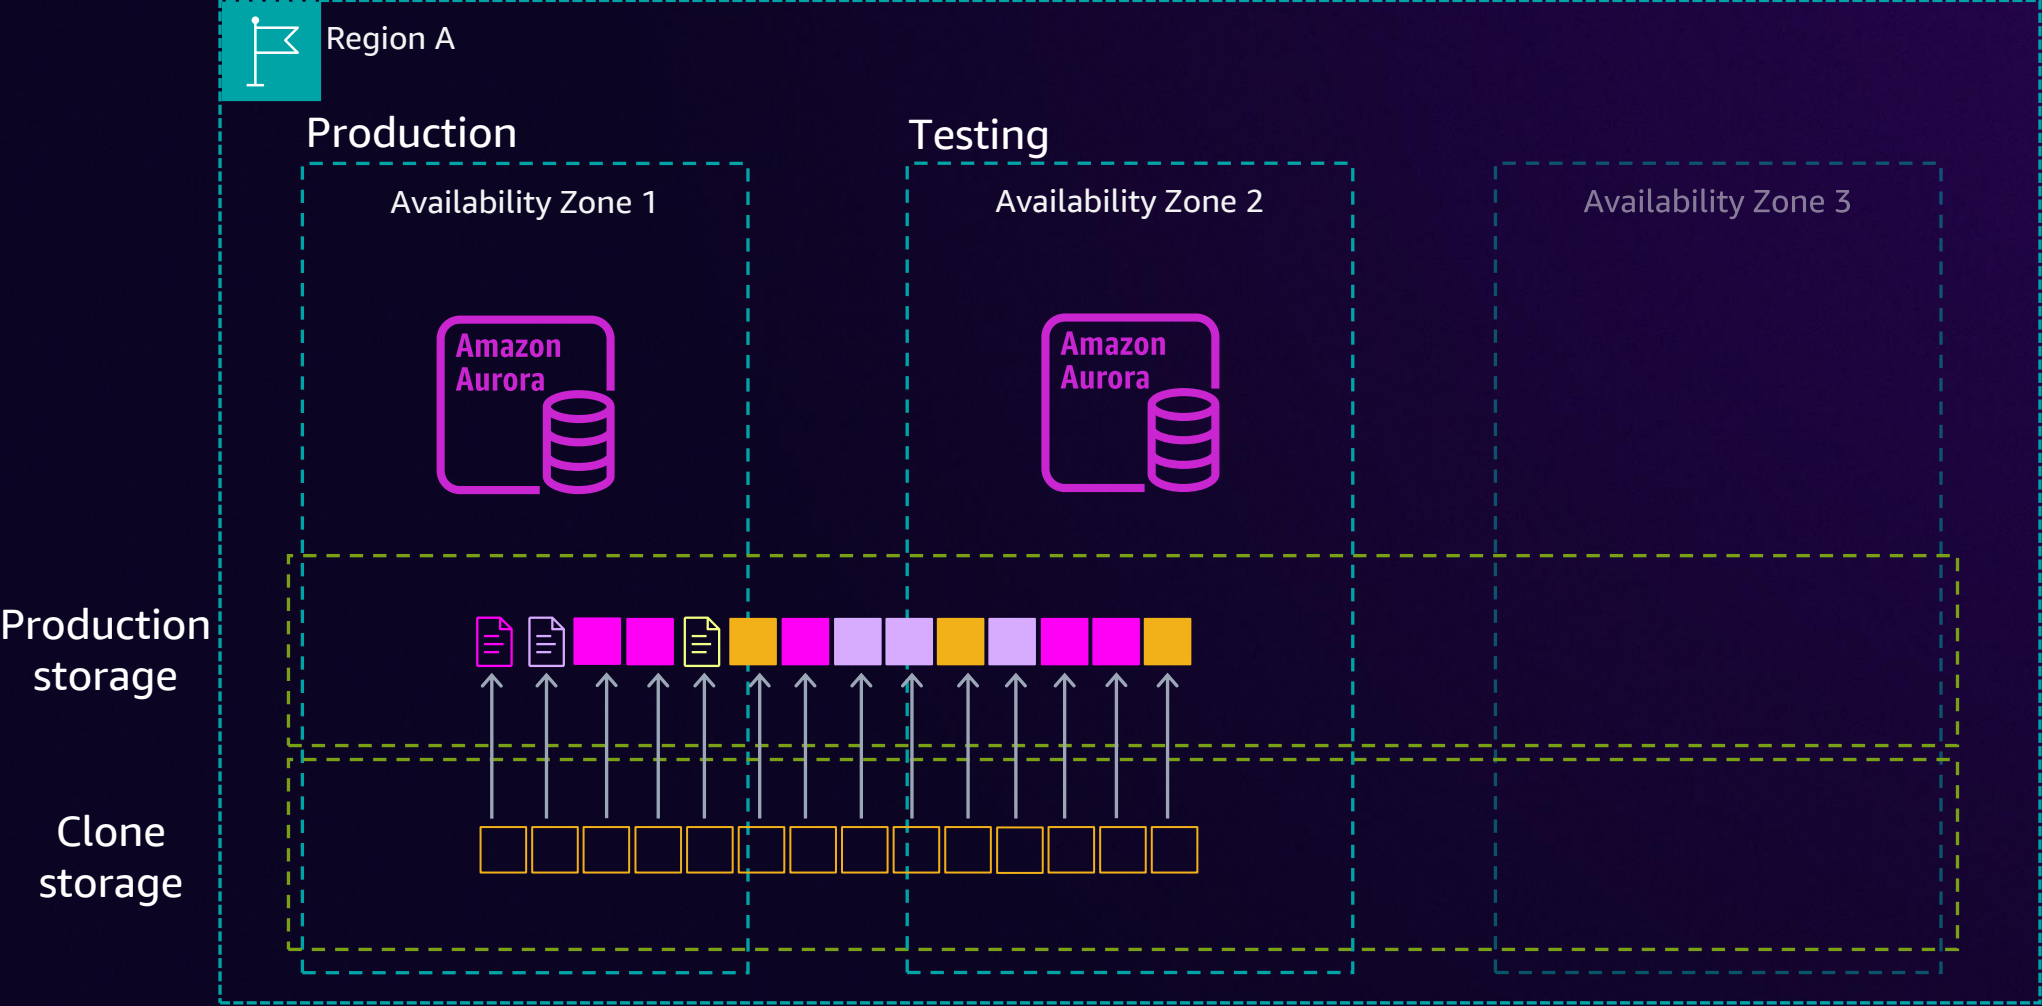 Region A
Production
Testing
Availability Zone 1
Availability Zone 2
Availability Zone 3
Amazon
Aurora
Amazon
Aurora
Production
storage
Clone
storage